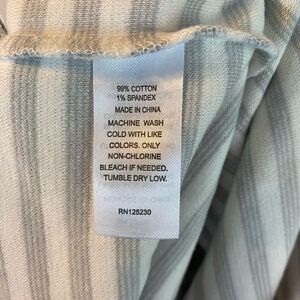 99% COTTON
1% SPANDEX
MADE IN CHINA
MACHINE WASH
COLD WITH LIKE
COLORS. ONLY
NON-CHLORINE
BLEACH IF NEEDED.
TUMBLE DRY LOW.
RN125230